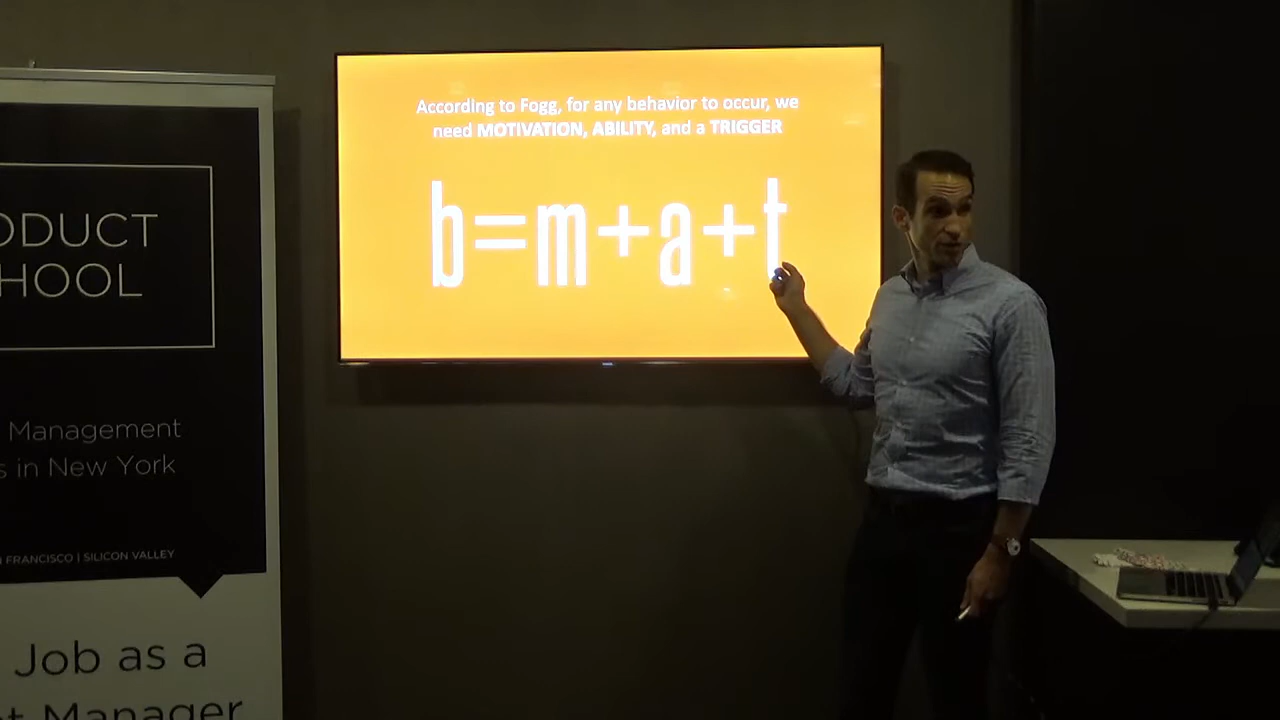 ODUCT
HOOL
Management
s in New York
FRANCISCO | SILICON VALLEY
Job as a
t Manager
According to Fogg, for any behavior to occur, we
need MOTIVATION, ABILITY, and a TRIGGER
b=m+a+t